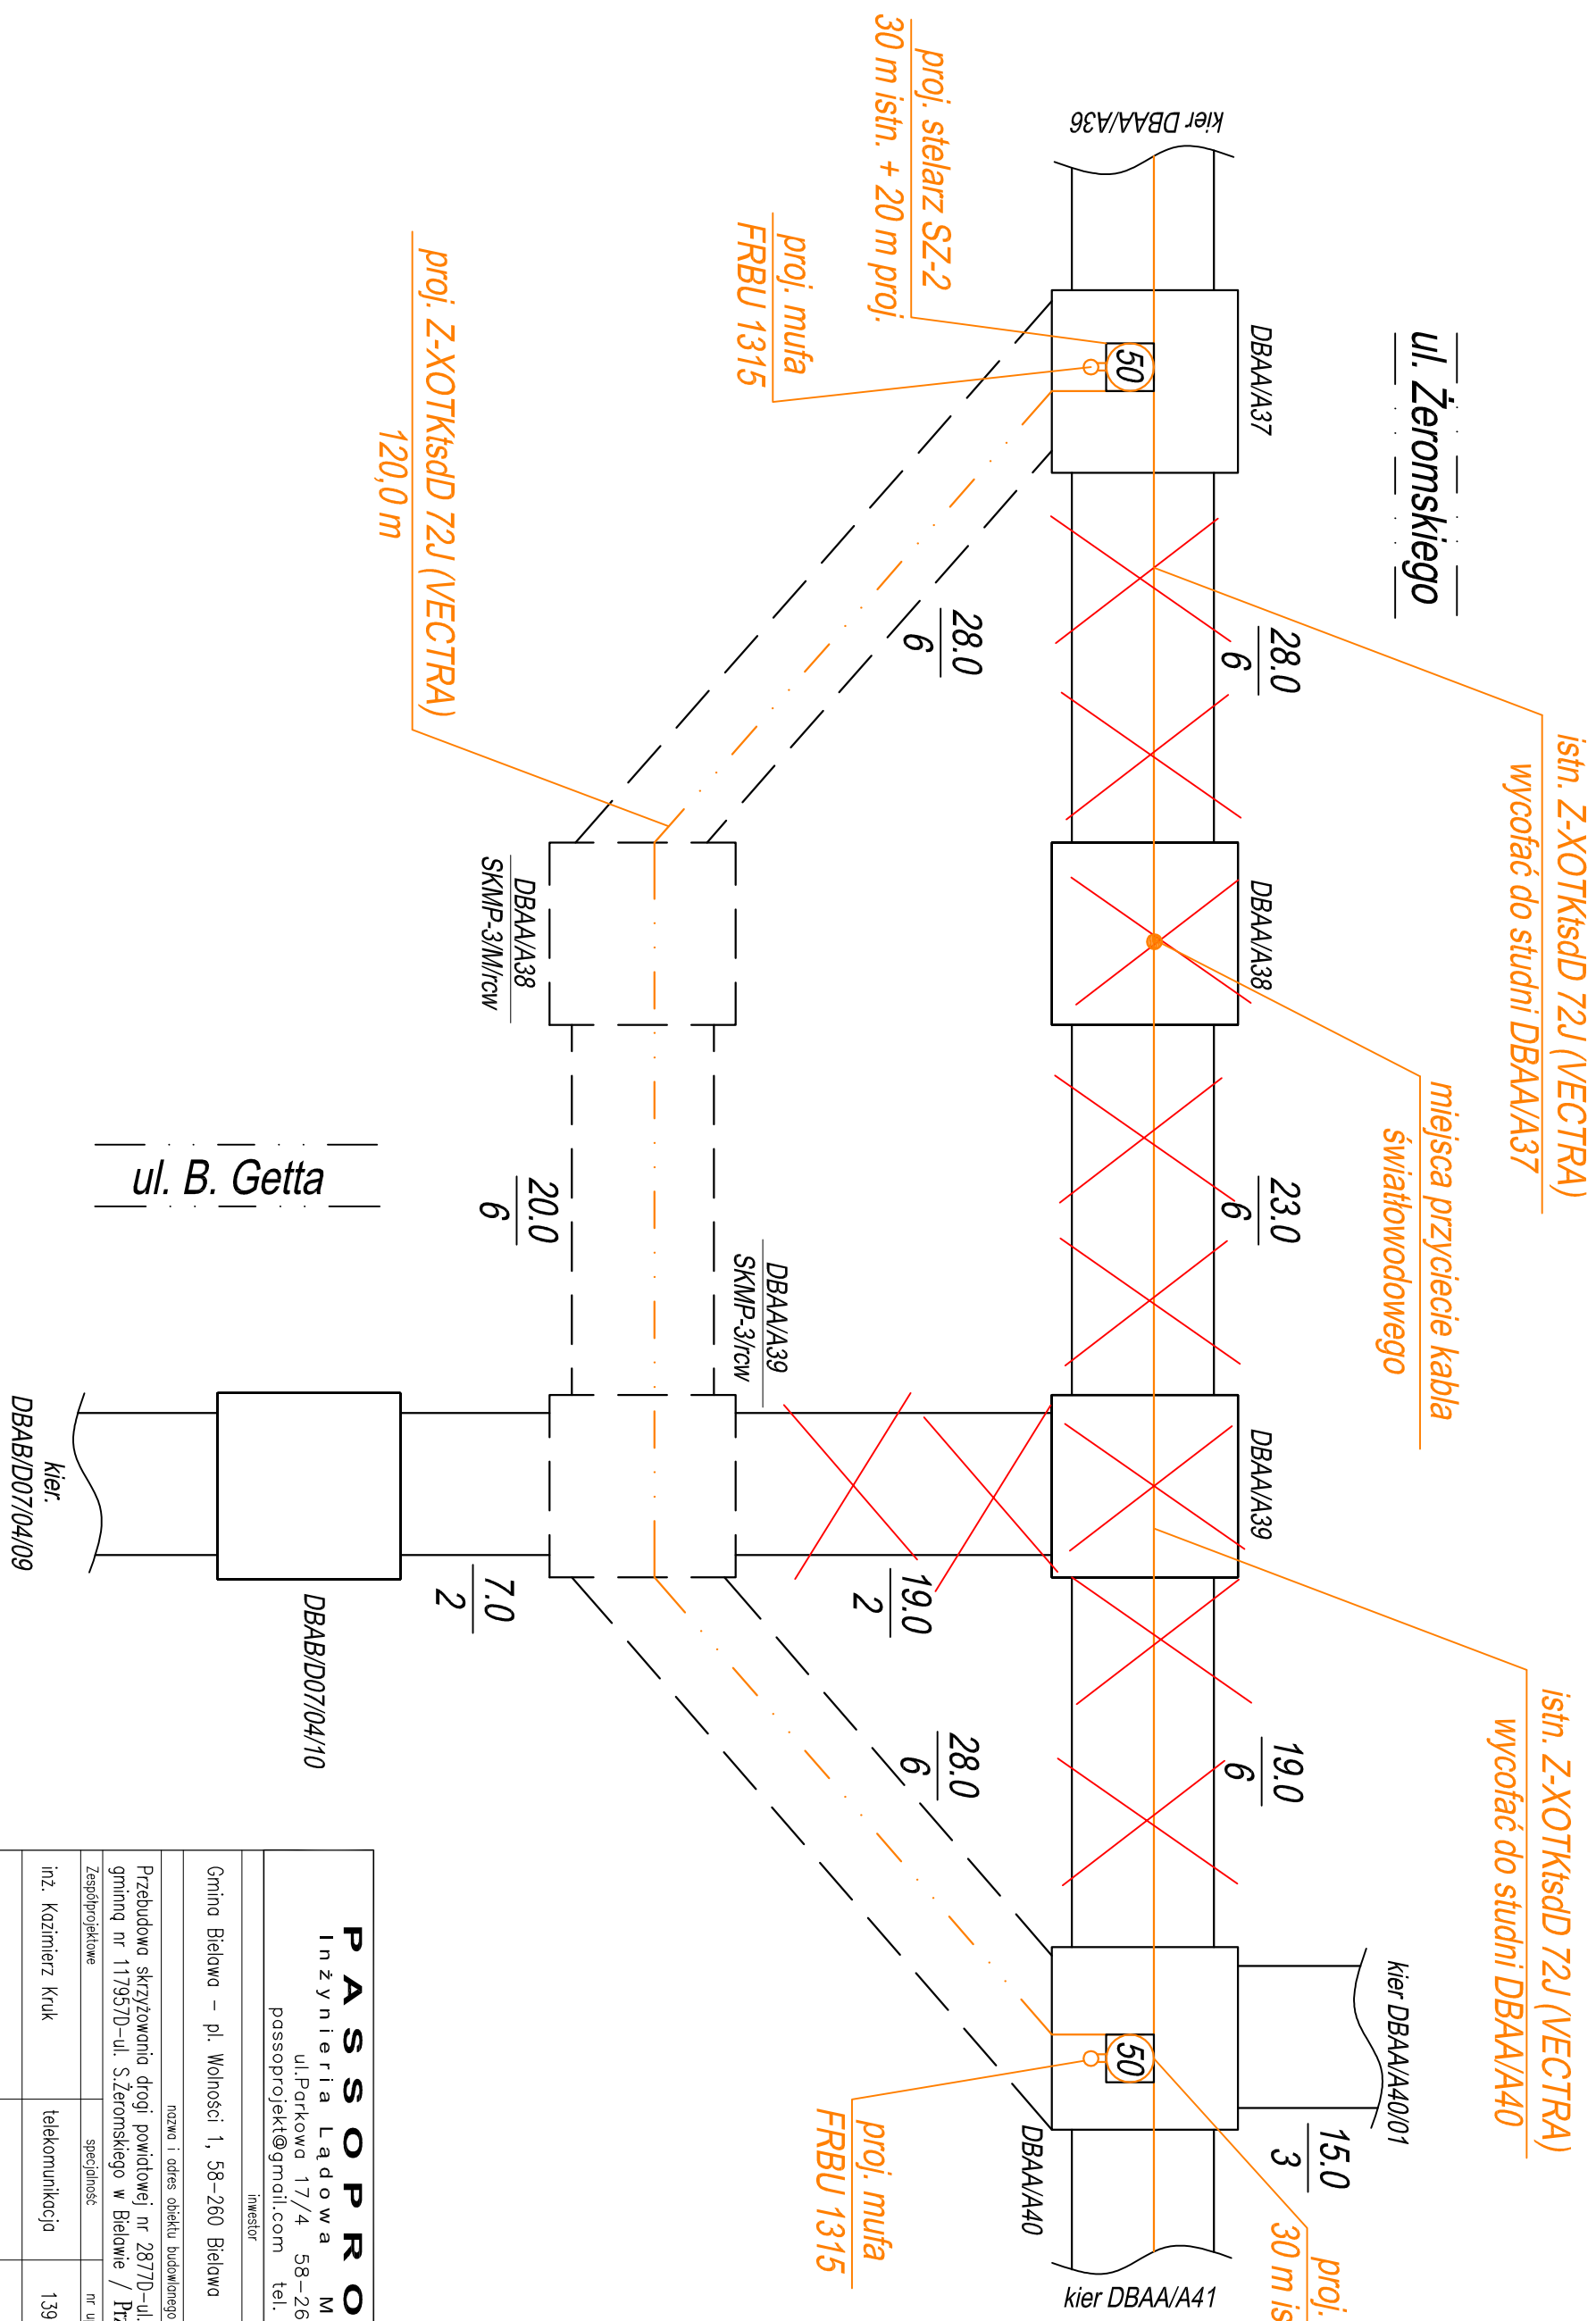 istn. Z-XOTKtsdD 72J (VECTRA)
wycofać do studni DBAA/A37
istn. Z-XOTKtsdD 72J (VECTRA)
wycofać do studni DBAA/A40
miejsca przyciecie kabla
światłowodowego
ul. Żeromskiego
kier DBAA/A40/01
15.0
3
proj.
30 m is
28.0
6
23.0
6
19.0
6
DBAA/A37
DBAA/A38
DBAA/A39
DBAA/A40
kier DBAA/A36
kier DBAA/A41
50
50
proj. stelarz SZ-2
30 m istn. + 20 m proj.
proj. mufa
FRBU 1315
proj. mufa
FRBU 1315
28.0
6
28.0
6
19.0
2
DBAA/A39
SKMP-3/rcw
DBAA/A38
SKMP-3/M/rcw
20.0
6
7.0
2
proj. Z-XOTKtsdD 72J (VECTRA)
120,0 m
ul. B. Getta
DBAB/D07/04/10
kier.
DBAB/D07/04/09
PASSOPRO
Inżynieria Lądowa M
ul.Parkowa 17/4 58-26
passoprojekt@gmail.com tel.
inwestor
Gmina Bielawa - pl. Wolności 1, 58-260 Bielawa
nazwa i adres obiektu budowlanego
Przebudowa skrzyżowania drogi powiatowej nr 2877D-ul.
gminną nr 117957D-ul. S.Żeromskiego w Bielawie / Prz
Zespółprojektowe
specjalność
nr u
inż. Kazimierz Kruk
telekomunikacja
139